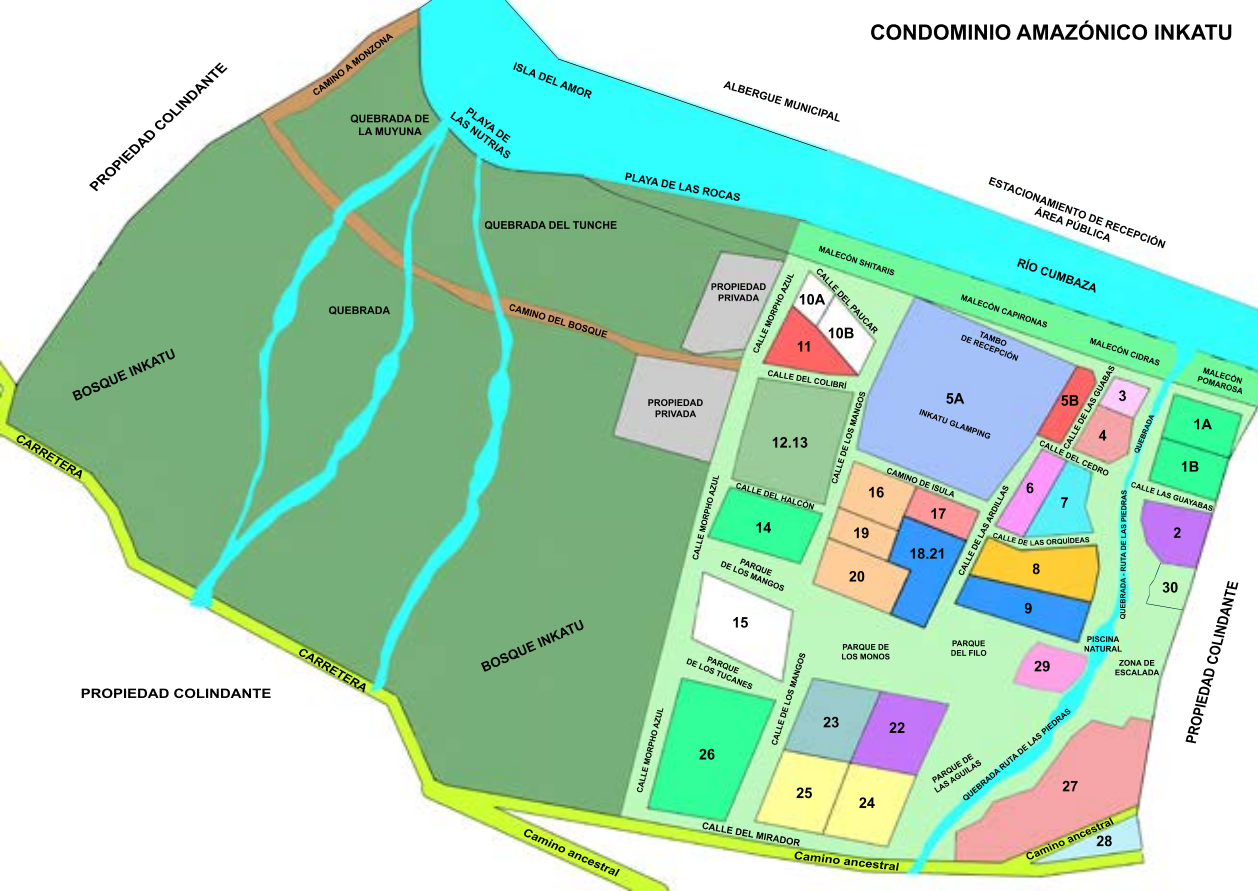 CONDOMINIO AMAZÓNICO INKATU
CAMINO A MONZONA
PROPIEDAD COLINDANTE
ISLA DEL AMOR
ALBERGUE MUNICIPAL
QUEBRADA DE
LA MUYUNA
PLAYA DE
LAS NUTRIAS
PLAYA DE LAS ROCAS
ESTACIONAMIENTO DE RECEPCIÓN
ÁREA PÚBLICA
QUEBRADA DEL TUNCHE
RÍO CUMBAZA
MALECÓN SHITARIS
MALECÓN CAPIRONAS
MALECÓN CIDRAS
MALECÓN
POMAROSA
PROPIEDAD
PRIVADA
CALLE MORPHO AZUL
CALLE DEL PAUCAR
10A
10B
11
QUEBRADA
CAMINO DEL BOSQUE
TAMBO
DE RECEPCIÓN
5A
INKATU GLAMPING
5B
CALLE DE LAS GUABAS
3
4
QUEBRADA
1A
1B
BOSQUE INKATU
CALLE DEL COLIBRÍ
PROPIEDAD
PRIVADA
12.13
CALLE DE LOS MANGOS
CALLE DEL CEDRO
CARRETERA
CAMINO DE ISULA
CALLE LAS GUAYABAS
CALLE DEL HALCÓN
16
17
6
7
2
CALLE MORPHO AZUL
14
19
18.21
CALLE DE LAS ARDILLAS
CALLE DE LAS ORQUÍDEAS
QUEBRADA - RUTA DE LAS PIEDRAS
PARQUE
DE LOS MANGOS
20
8
9
30
15
BOSQUE INKATU
PARQUE DE
LOS MONOS
PARQUE
DEL FILO
PISCINA
NATURAL
29
ZONA DE
ESCALADA
PROPIEDAD COLINDANTE
CARRETERA
PROPIEDAD COLINDANTE
PARQUE
DE LOS TUCANES
CALLE DE LOS MANGOS
CALLE MORPHO AZUL
26
23
22
25
24
PARQUE DE
LAS AGUILAS
QUEBRADA RUTA DE LAS PIEDRAS
27
28
CALLE DEL MIRADOR
Camino ancestral
Camino ancestral
Camino ancestral